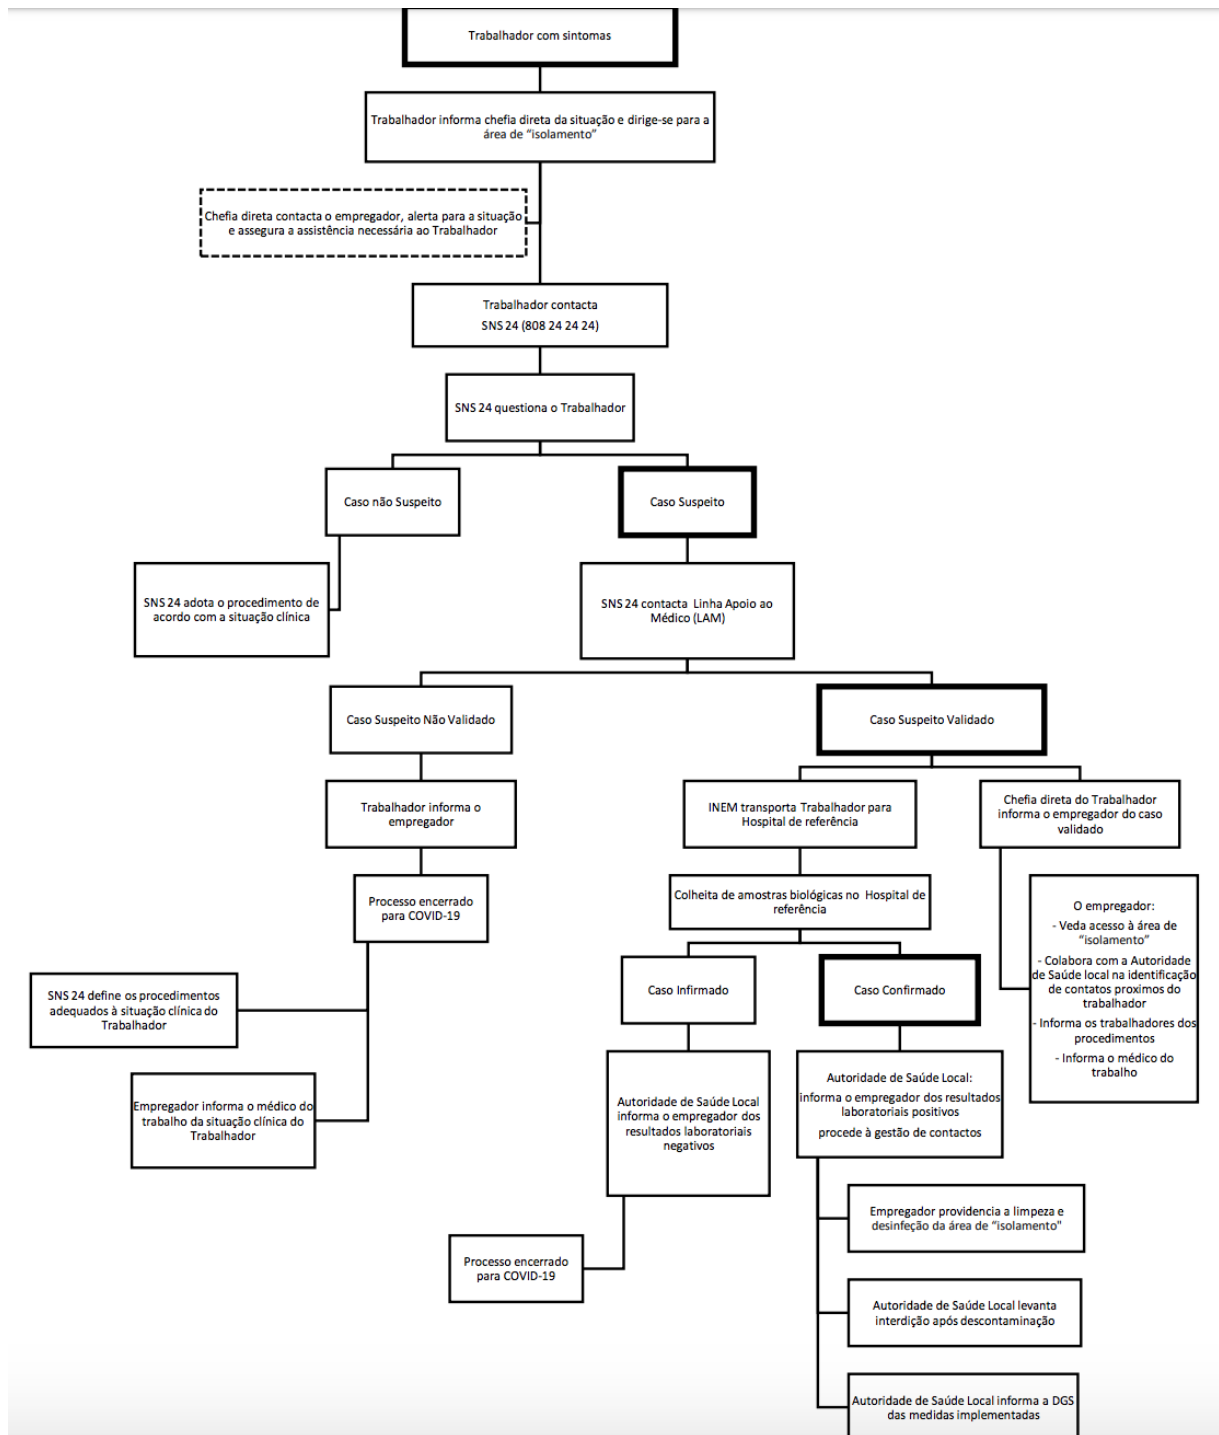 Trabalhador com sintomas
Trabalhador informa chefia direta da situação e dirige-se para a
área de “isolamento”
Chefia direta contacta o empregador, alerta para a situação
e assegura a assistência necessária ao Trabalhador
Trabalhador contacta
SNS 24 (808 24 24 24)
SNS 24 questiona o Trabalhador
Caso não Suspeito
Caso Suspeito
SNS 24 adota o procedimento de
acordo com a situação clínica
SNS 24 contacta Linha Apoio ao
Médico (LAM)
Caso Suspeito Não Validado
Caso Suspeito Validado
Trabalhador informa o
empregador
INEM transporta Trabalhador para
Hospital de referência
Chefia direta do Trabalhador
informa o empregador do caso
validado
Processo encerrado
para COVID-19
Colheita de amostras biológicas no Hospital de
referência
O empregador:
- Veda acesso à área de
“isolamento”
- Colabora com a Autoridade
de Saúde local na identificação
de contatos proximos do
trabalhador
- Informa os trabalhadores dos
procedimentos
- Informa o médico do
trabalho
SNS 24 define os procedimentos
adequados à situação clínica do
Trabalhador
Caso Infirmado
Caso Confirmado
Empregador informa o médico do
trabalho da situação clínica do
Trabalhador
Autoridade de Saúde Local
informa o empregador dos
resultados laboratoriais
negativos
Autoridade de Saúde Local:
informa o empregador dos resultados
laboratoriais positivos
procede à gestão de contactos
Processo encerrado
para COVID-19
Empregador providencia a limpeza e
desinfeção da área de “isolamento"
Autoridade de Saúde Local levanta
interdição após descontaminação
Autoridade de Saúde Local informa a DGS
das medidas implementadas